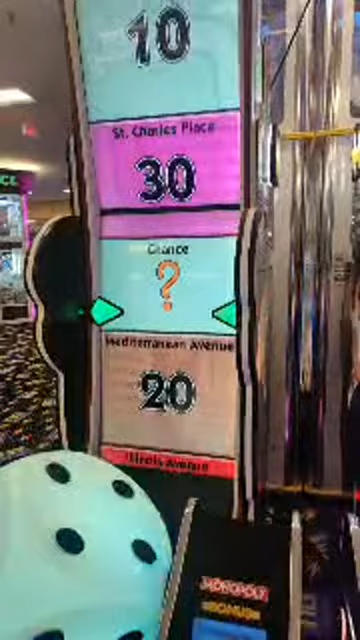 10
St. Charles Place
30
Chance
?
Mediterranean Avenue
20
Illinois Avenue
MONOPOLY
BONUS